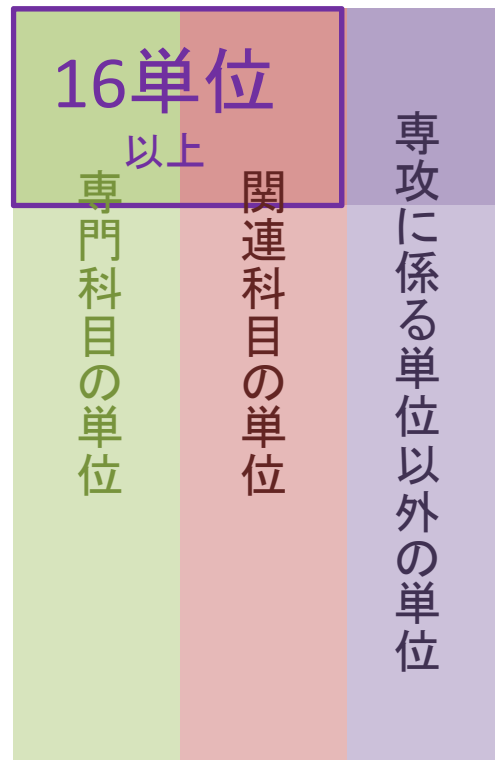 16単位
以上
専門科目の単位
関連科目の単位
専攻に係る単位以外の単位